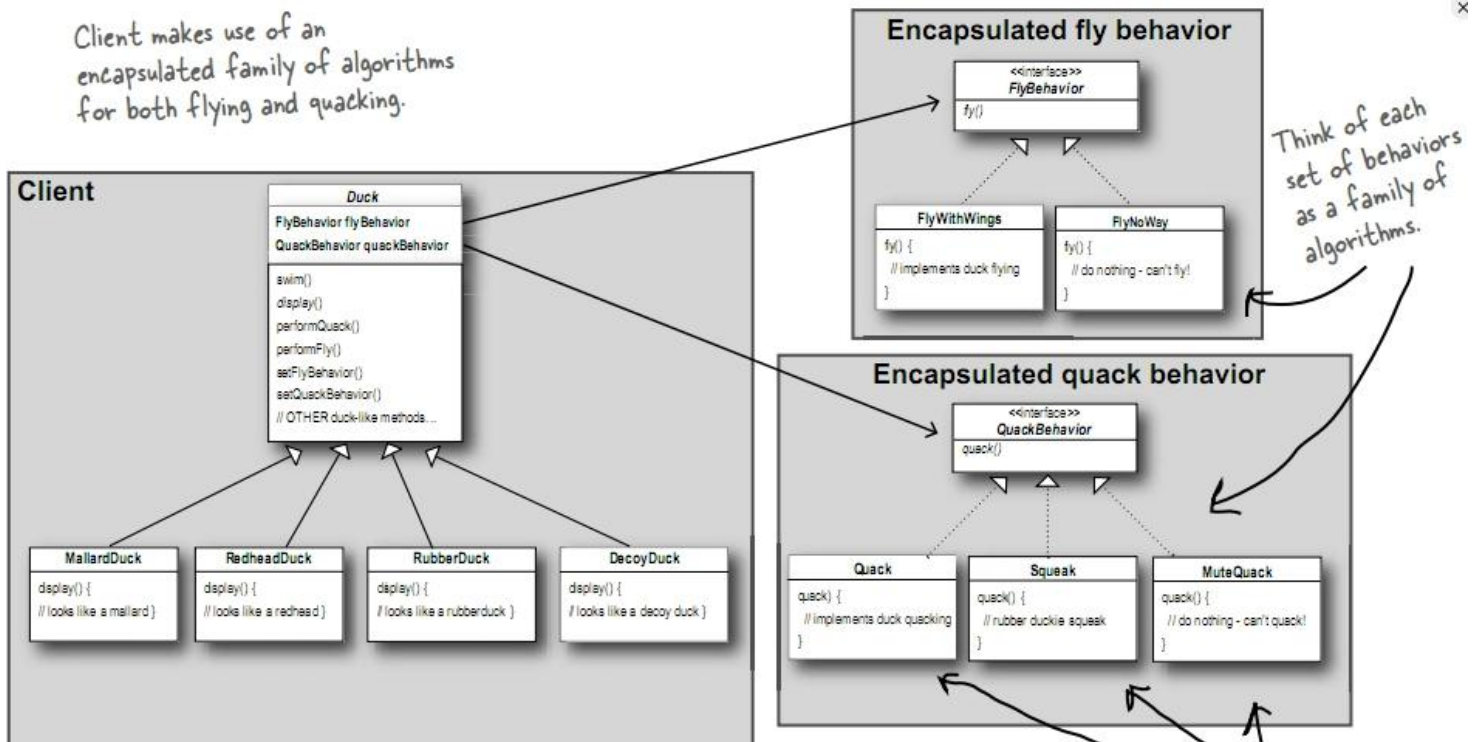 Client makes use of an
encapsulated family of algorithms
for both flying and quacking.
Client
Duck
FlyBehavior flyBehavior
QuackBehavior quackBehavior
swim()
display()
performQuack()
performFly()
setFlyBehavior()
setQuackBehavior()
// OTHER duck-like methods...
MallardDuck
display() {
// looks like a mallard }
RedheadDuck
display() {
// looks like a redhead }
RubberDuck
display() {
// looks like a rubberduck }
DecoyDuck
display() {
// looks like a decoy duck }
Encapsulated fly behavior
<<interface>>
FlyBehavior
fly()
FlyWithWings
fly() {
// implements duck flying
}
FlyNoWay
fly() {
// do nothing - can't fly!
}
Think of each
set of behaviors
as a family of
algorithms.
Encapsulated quack behavior
<<interface>>
QuackBehavior
quack()
Quack
quack) {
// implements duck quacking
}
Squeak
quack() {
// rubber duckie squeak
}
MuteQuack
quack() {
// do nothing - can't quack!
}